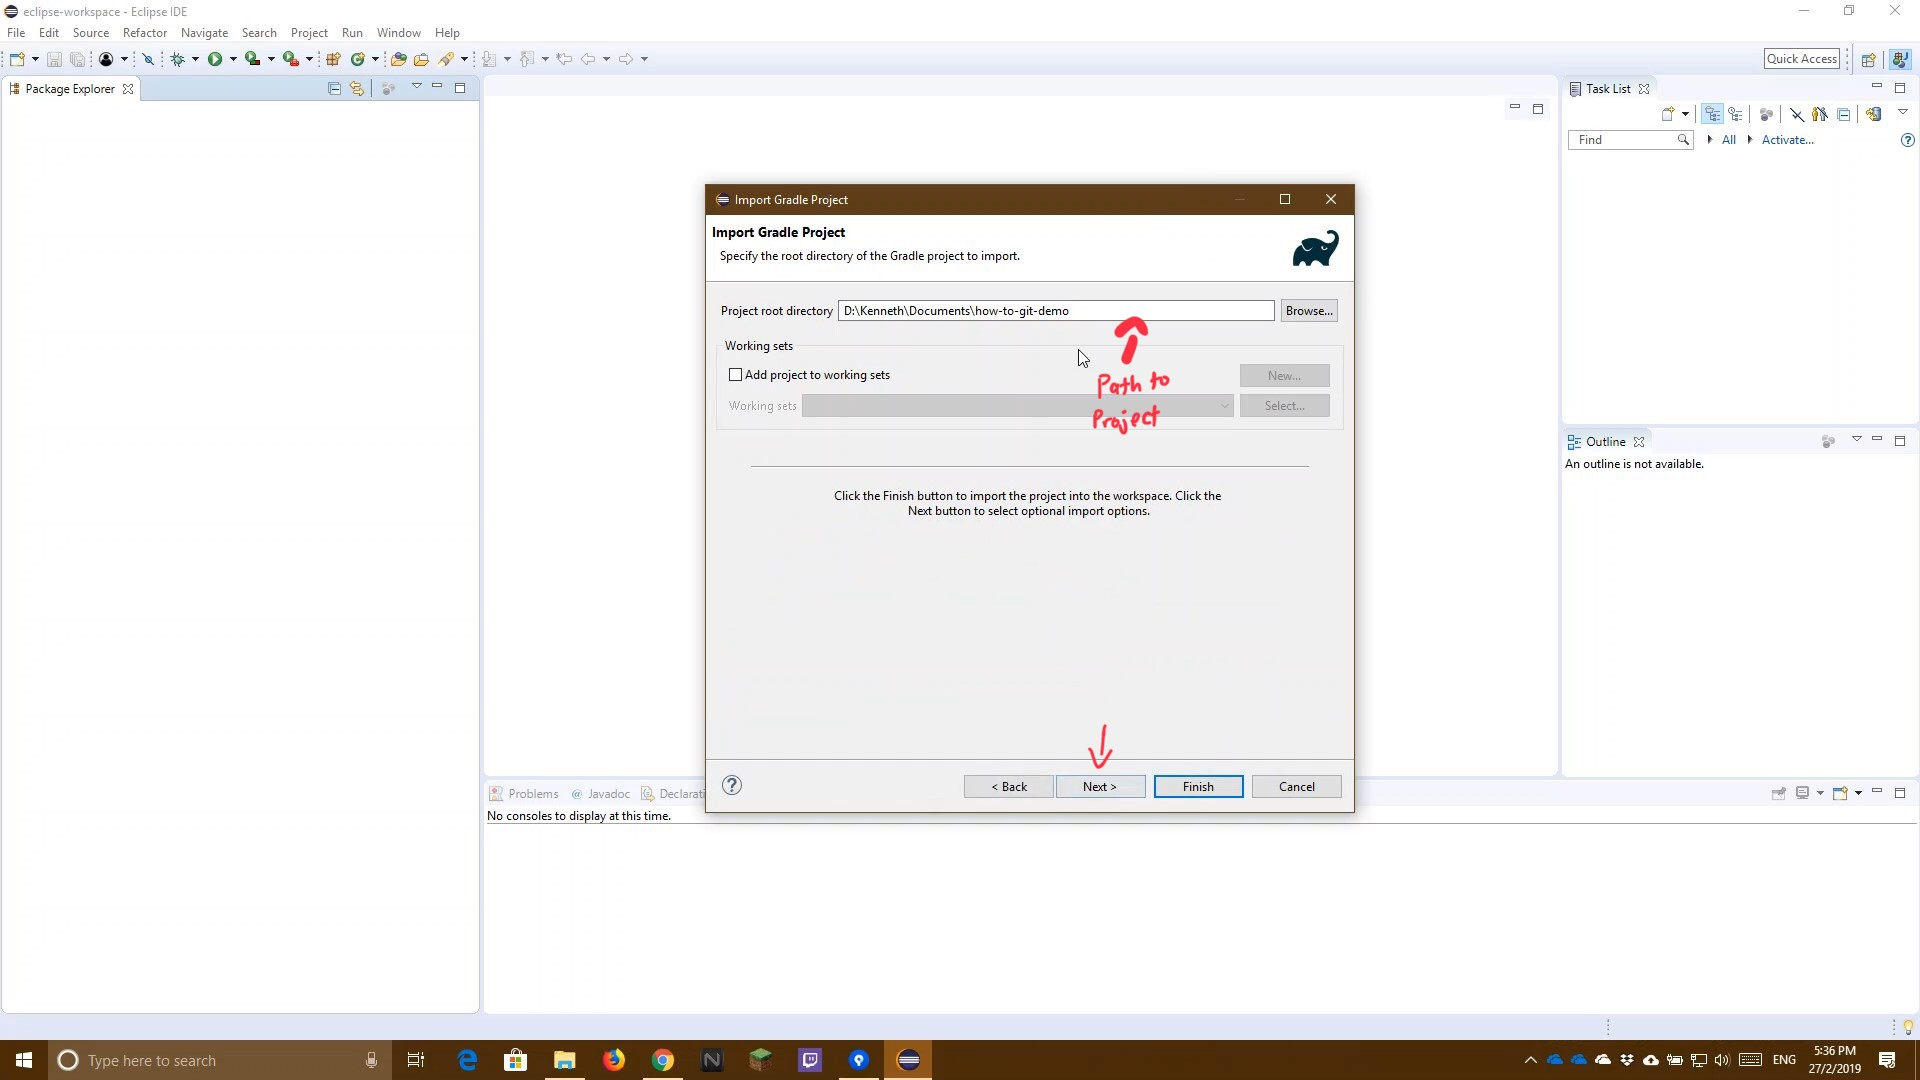 eclipse-workspace - Eclipse IDE
File Edit Source Refactor Navigate Search Project Run Window Help
Quick Access
Package Explorer
Task List
Find
All
Activate...
Import Gradle Project
Import Gradle Project
Specify the root directory of the Gradle project to import.
Project root directory D:\Kenneth\Documents\how-to-git-demo Browse...
Working sets
Add project to working sets New...
Working sets Select...
Path to
Project
Click the Finish button to import the project into the workspace. Click the
Next button to select optional import options.
< Back Next > Finish Cancel
Outline
An outline is not available.
Problems @ Javadoc Declarati
No consoles to display at this time.
Type here to search
ENG
5:36 PM
27/2/2019